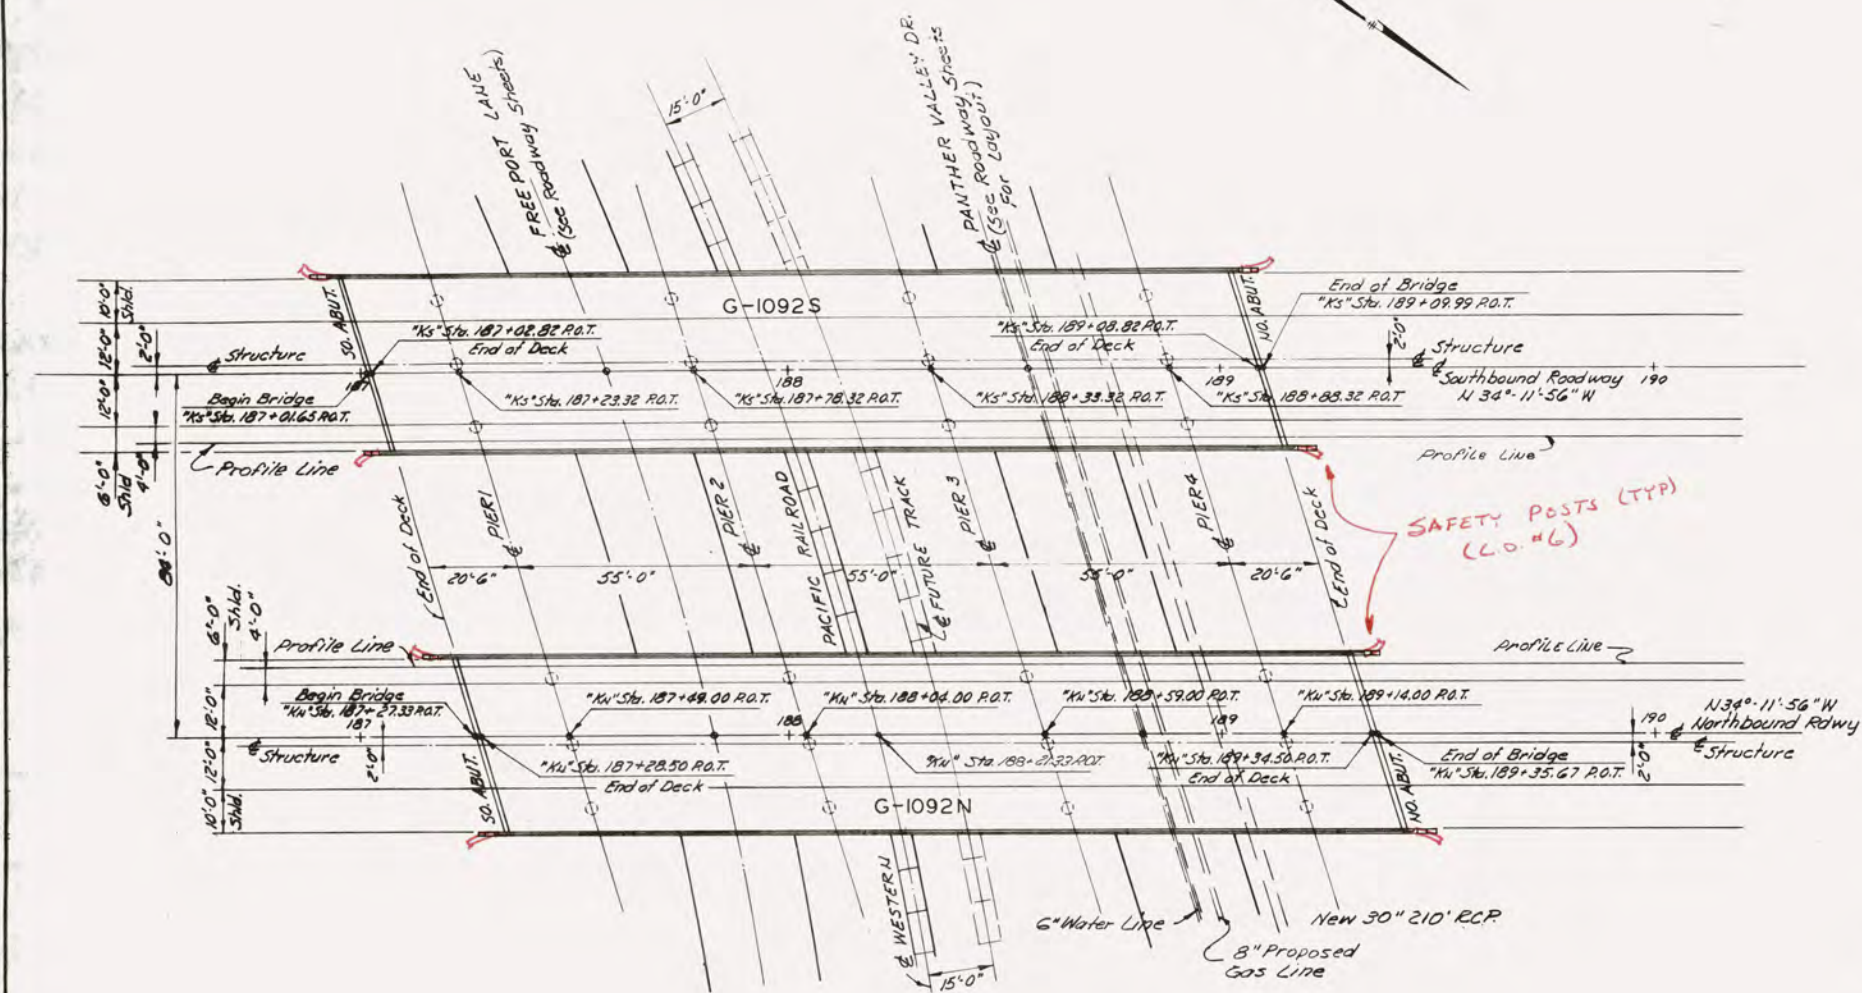 FREEPORT LANE
℄ (See Roadway Sheets)
15'-0"
PANTHER VALLEY DR.
℄ (See Roadway Sheets
For Layout)
10'-0"
Shld.
12'-0"
2'-0"
12'-0"
6'-0"
Shld
4'-0"
SO. ABUT.
G-1092S
NO. ABUT.
End of Bridge
"Ks" Sta. 189+09.99 P.O.T.
"Ks" Sta. 187+02.82 P.O.T.
End of Deck
"Ks" Sta. 189+08.82 P.O.T.
End of Deck
2'-0"
℄ Structure
℄ Structure
187
188
189
190
℄ Southbound Roadway
N 34°-11'-56" W
Begin Bridge
"Ks" Sta. 187+01.65 P.O.T.
"Ks" Sta. 187+23.32 P.O.T.
"Ks" Sta. 187+78.32 P.O.T.
"Ks" Sta. 188+33.32 P.O.T.
"Ks" Sta. 188+88.32 P.O.T
Profile Line
Profile Line
SAFETY POSTS (TYP)
(C.O. #6)
End of Deck
℄ PIER 1
℄ PIER 2
PACIFIC RAILROAD
℄ FUTURE TRACK
℄ PIER 3
℄ PIER 4
End of Deck
20'-6"
55'-0"
55'-0"
55'-0"
20'-6"
6'-0"
Shld.
4'-0"
12'-0"
12'-0"
10'-0"
Shld.
Profile Line
Profile Line
Begin Bridge
"KN" Sta. 187+27.33 P.O.T.
"KN" Sta. 187+49.00 P.O.T.
"KN" Sta. 188+04.00 P.O.T.
"KN" Sta. 188+59.00 P.O.T.
"KN" Sta. 189+14.00 P.O.T.
N34°-11'-56" W
Northbound Rdwy
187
188
189
190
℄ Structure
℄ Structure
2'-0"
2'-0"
"KN" Sta. 187+28.50 P.O.T.
End of Deck
"KN" Sta. 188+21.33 P.O.T
"KN" Sta. 189+34.50 P.O.T.
End of Deck
End of Bridge
"KN" Sta. 189+35.67 P.O.T.
SO. ABUT.
G-1092N
NO. ABUT.
℄ WESTERN
15'-0"
6" Water Line
New 30" 210' R.C.P.
8" Proposed
Gas Line